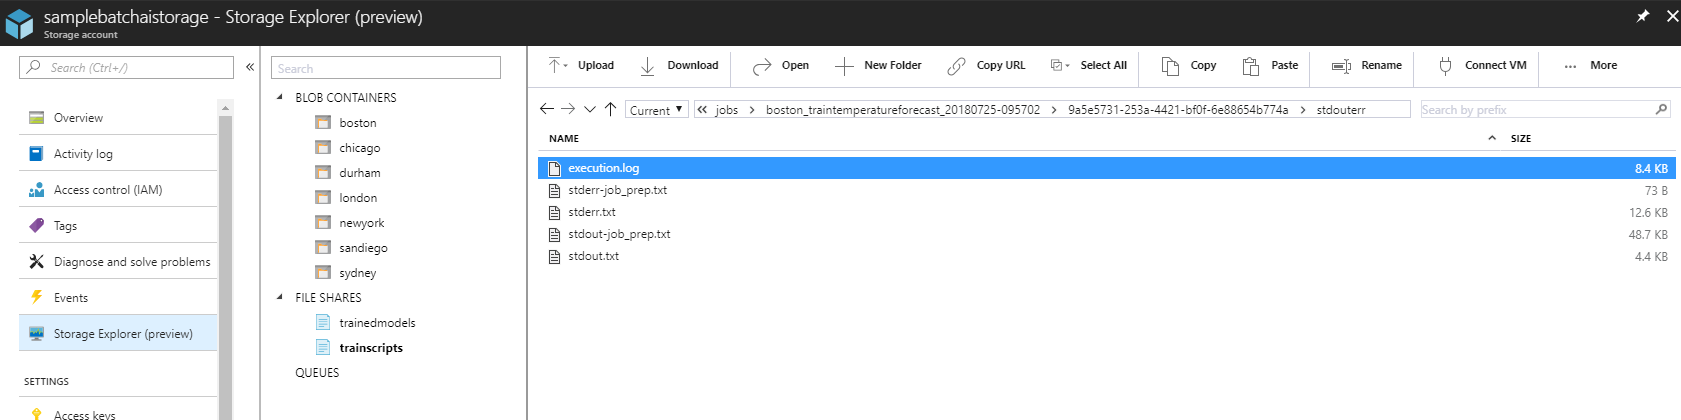 samplebatchaistorage - Storage Explorer (preview)
Storage account
Search (Ctrl+/)
«
Overview
Activity log
Access control (IAM)
Tags
Diagnose and solve problems
Events
Storage Explorer (preview)
SETTINGS
Access keys
Search
BLOB CONTAINERS
boston
chicago
durham
london
newyork
sandiego
sydney
FILE SHARES
trainedmodels
trainscripts
QUEUES
Upload Download Open New Folder Copy URL Select All Copy Paste Rename Connect VM ... More
Current « jobs > boston_traintemperatureforecast_20180725-095702 > 9a5e5731-253a-4421-bf0f-6e88654b774a > stdouterr Search by prefix
NAME SIZE
execution.log 8.4 KB
stderr-job_prep.txt 73 B
stderr.txt 12.6 KB
stdout-job_prep.txt 48.7 KB
stdout.txt 4.4 KB